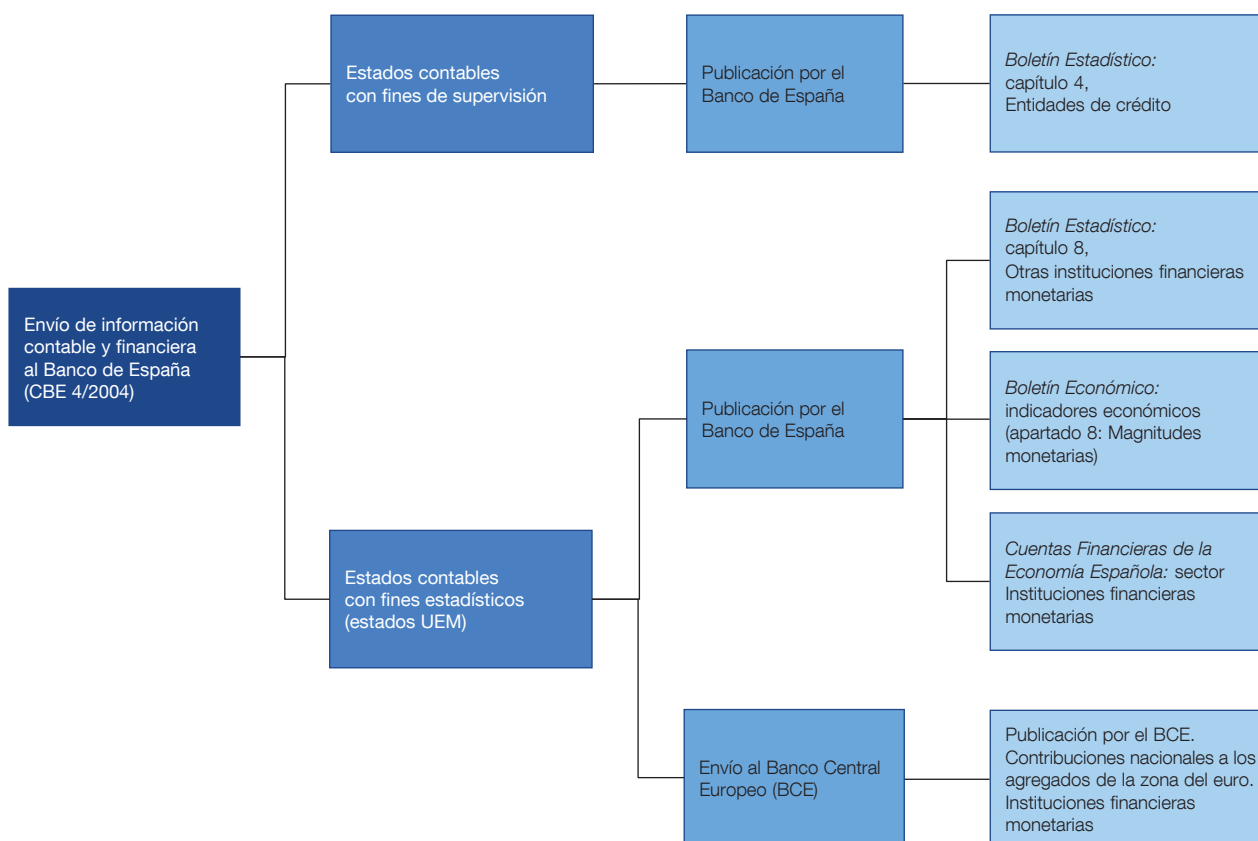 Envío de información
contable y financiera
al Banco de España
(CBE 4/2004)
Estados contables
con fines de supervisión
Publicación por el
Banco de España
Boletín Estadístico:
capítulo 4,
Entidades de crédito
Estados contables
con fines estadísticos
(estados UEM)
Publicación por el
Banco de España
Boletín Estadístico:
capítulo 8,
Otras instituciones financieras
monetarias
Boletín Económico:
indicadores económicos
(apartado 8: Magnitudes
monetarias)
Cuentas Financieras de la
Economía Española: sector
Instituciones financieras
monetarias
Envío al Banco Central
Europeo (BCE)
Publicación por el BCE.
Contribuciones nacionales a los
agregados de la zona del euro.
Instituciones financieras
monetarias